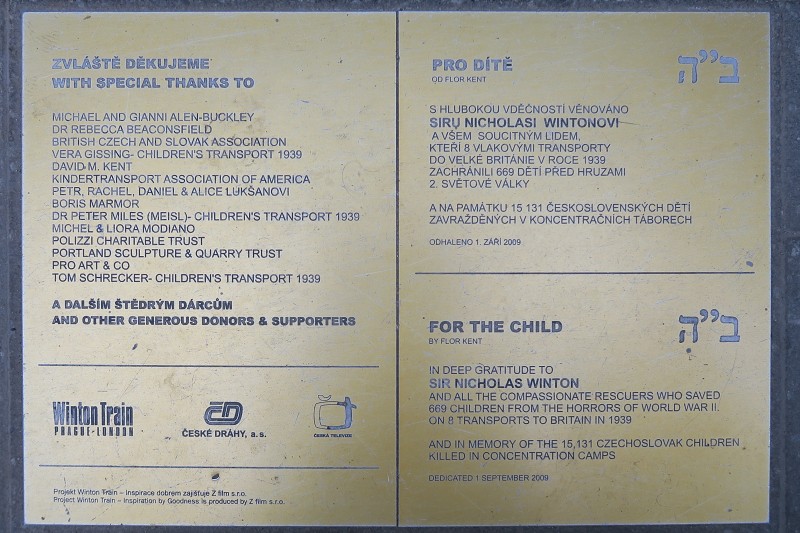 ZVLÁŠTĚ DĚKUJEME
WITH SPECIAL THANKS TO
MICHAEL AND GIANNI ALEN-BUCKLEY
DR REBECCA BEACONSFIELD
BRITISH CZECH AND SLOVAK ASSOCIATION
VERA GISSING- CHILDREN'S TRANSPORT 1939
DAVID M. KENT
KINDERTRANSPORT ASSOCIATION OF AMERICA
PETR, RACHEL, DANIEL & ALICE LUKŠANOVI
BORIS MARMOR
DR PETER MILES (MEISL)- CHILDREN'S TRANSPORT 1939
MICHEL & LIORA MODIANO
POLIZZI CHARITABLE TRUST
PORTLAND SCULPTURE & QUARRY TRUST
PRO ART & CO
TOM SCHRECKER- CHILDREN'S TRANSPORT 1939
A DALŠÍM ŠTĚDRÝM DÁRCŮM
AND OTHER GENEROUS DONORS & SUPPORTERS
Winton Train
PRAGUE-LONDON
ČD
ČESKÉ DRÁHY, a. s.
ČESKÁ TELEVIZE
Projekt Winton Train – Inspirace dobrem zajišťuje Z film s.r.o.
Project Winton Train – Inspiration by Goodness is produced by Z film s.r.o.
PRO DÍTĚ
OD FLOR KENT
ב״ה
S HLUBOKOU VDĚČNOSTÍ VĚNOVÁNO
SIRU NICHOLASI WINTONOVI
A VŠEM SOUCITNÝM LIDEM,
KTEŘÍ 8 VLAKOVÝMI TRANSPORTY
DO VELKÉ BRITÁNIE V ROCE 1939
ZACHRÁNILI 669 DĚTÍ PŘED HRUZAMI
2. SVĚTOVÉ VÁLKY
A NA PAMÁTKU 15 131 ČESKOSLOVENSKÝCH DĚTÍ
ZAVRAŽDĚNÝCH V KONCENTRAČNÍCH TÁBORECH
ODHALENO 1. ZÁŘÍ 2009
FOR THE CHILD
BY FLOR KENT
ב״ה
IN DEEP GRATITUDE TO
SIR NICHOLAS WINTON
AND ALL THE COMPASSIONATE RESCUERS WHO SAVED
669 CHILDREN FROM THE HORRORS OF WORLD WAR II.
ON 8 TRANSPORTS TO BRITAIN IN 1939
AND IN MEMORY OF THE 15,131 CZECHOSLOVAK CHILDREN
KILLED IN CONCENTRATION CAMPS
DEDICATED 1 SEPTEMBER 2009